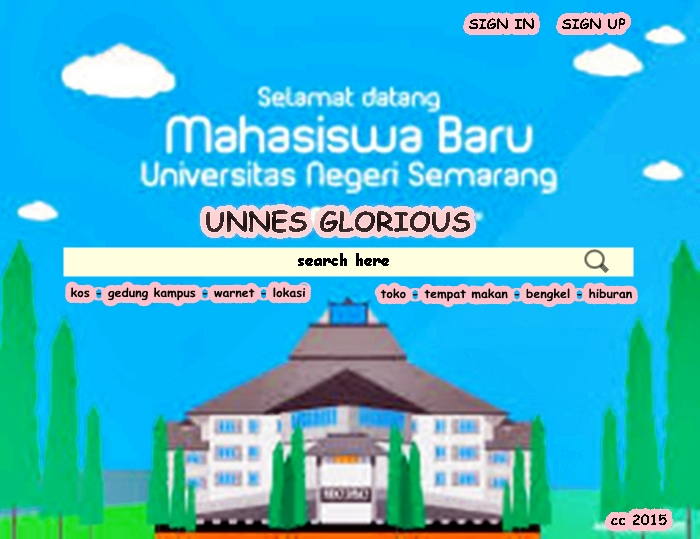 SIGN IN SIGN UP
Selamat datang
Mahasiswa Baru
Universitas Negeri Semarang
UNNES GLORIOUS
search here
kos - gedung kampus - warnet - lokasi
toko - tempat makan - bengkel - hiburan
cc 2015